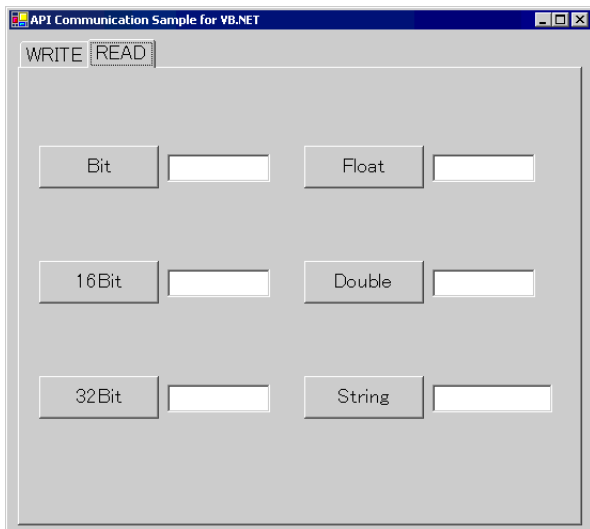 API Communication Sample for VB.NET
WRITE READ
Bit Float
16Bit Double
32Bit String